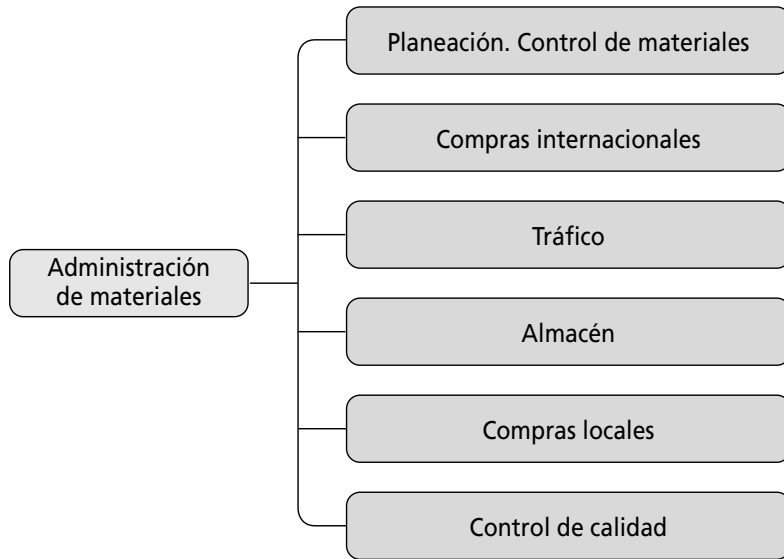 Planeación. Control de materiales
Compras internacionales
Tráfico
Administración
de materiales
Almacén
Compras locales
Control de calidad